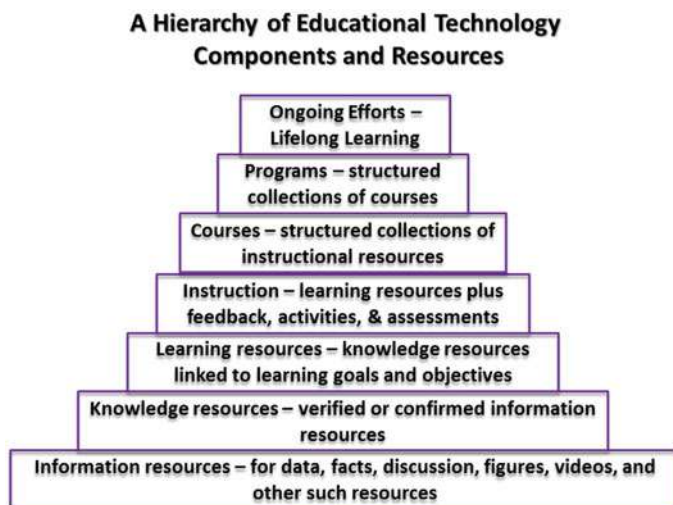 A Hierarchy of Educational Technology
Components and Resources
Ongoing Efforts –
Lifelong Learning
Programs – structured
collections of courses
Courses – structured collections of
instructional resources
Instruction – learning resources plus
feedback, activities, & assessments
Learning resources – knowledge resources
linked to learning goals and objectives
Knowledge resources – verified or confirmed information
resources
Information resources – for data, facts, discussion, figures, videos, and
other such resources